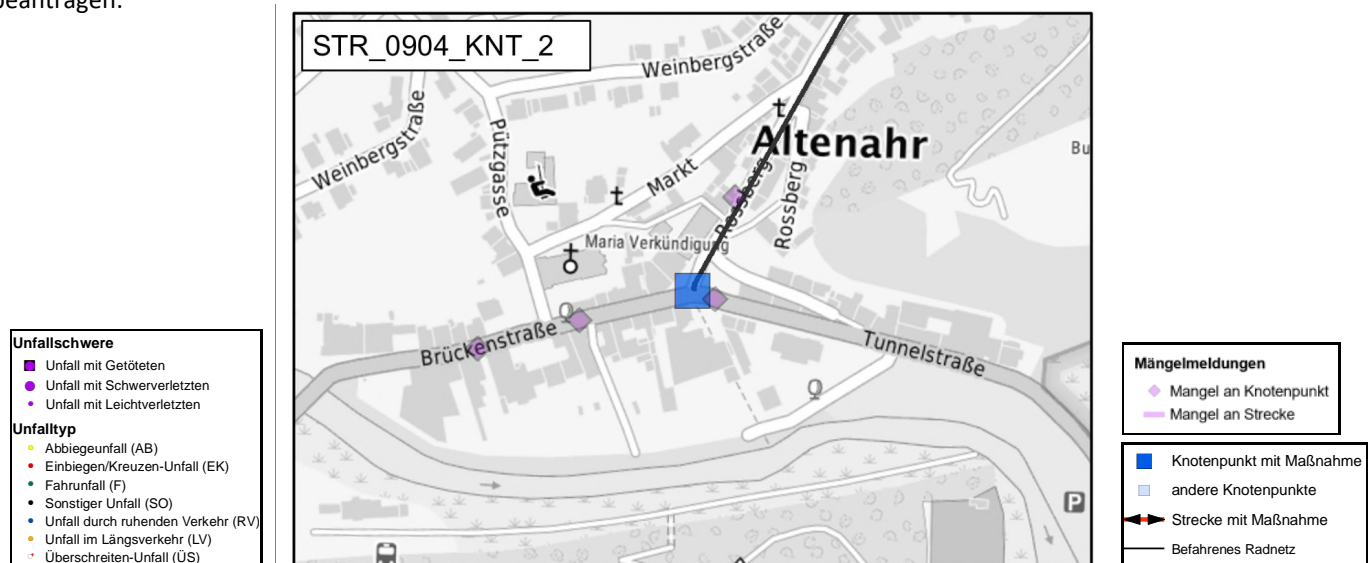 beantragen.
STR_0904_KNT_2
Weinbergstraße
Altenahr
Weinbergstraße
Pützgasse
Markt
Rossberg
Rossberg
Bu
Maria Verkündigung
Brückenstraße
Tunnelstraße
P
Unfallschwere
Unfall mit Getöteten
Unfall mit Schwerverletzten
Unfall mit Leichtverletzten
Unfalltyp
Abbiegeunfall (AB)
Einbiegen/Kreuzen-Unfall (EK)
Fahrunfall (F)
Sonstiger Unfall (SO)
Unfall durch ruhenden Verkehr (RV)
Unfall im Längsverkehr (LV)
Überschreiten-Unfall (ÜS)
Mängelmeldungen
Mangel an Knotenpunkt
Mangel an Strecke
Knotenpunkt mit Maßnahme
andere Knotenpunkte
Strecke mit Maßnahme
Befahrenes Radnetz